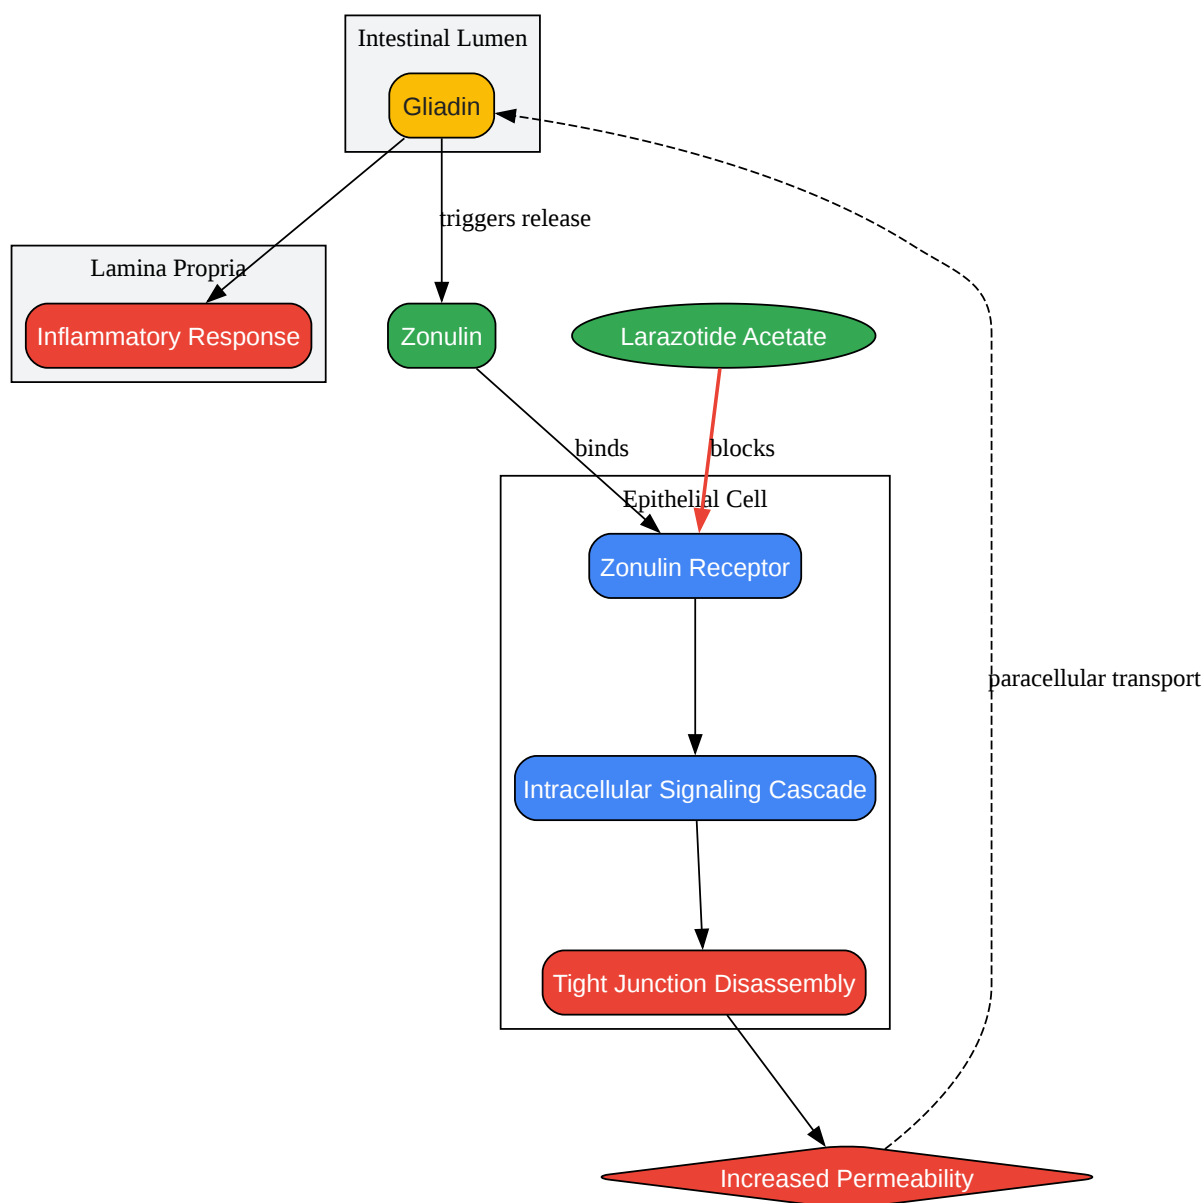 Intestinal Lumen
Gliadin
triggers release
Lamina Propria
Inflammatory Response
Zonulin
Larazotide Acetate
binds
blocks
Epithelial Cell
Zonulin Receptor
paracellular transport
Intracellular Signaling Cascade
Tight Junction Disassembly
Increased Permeability